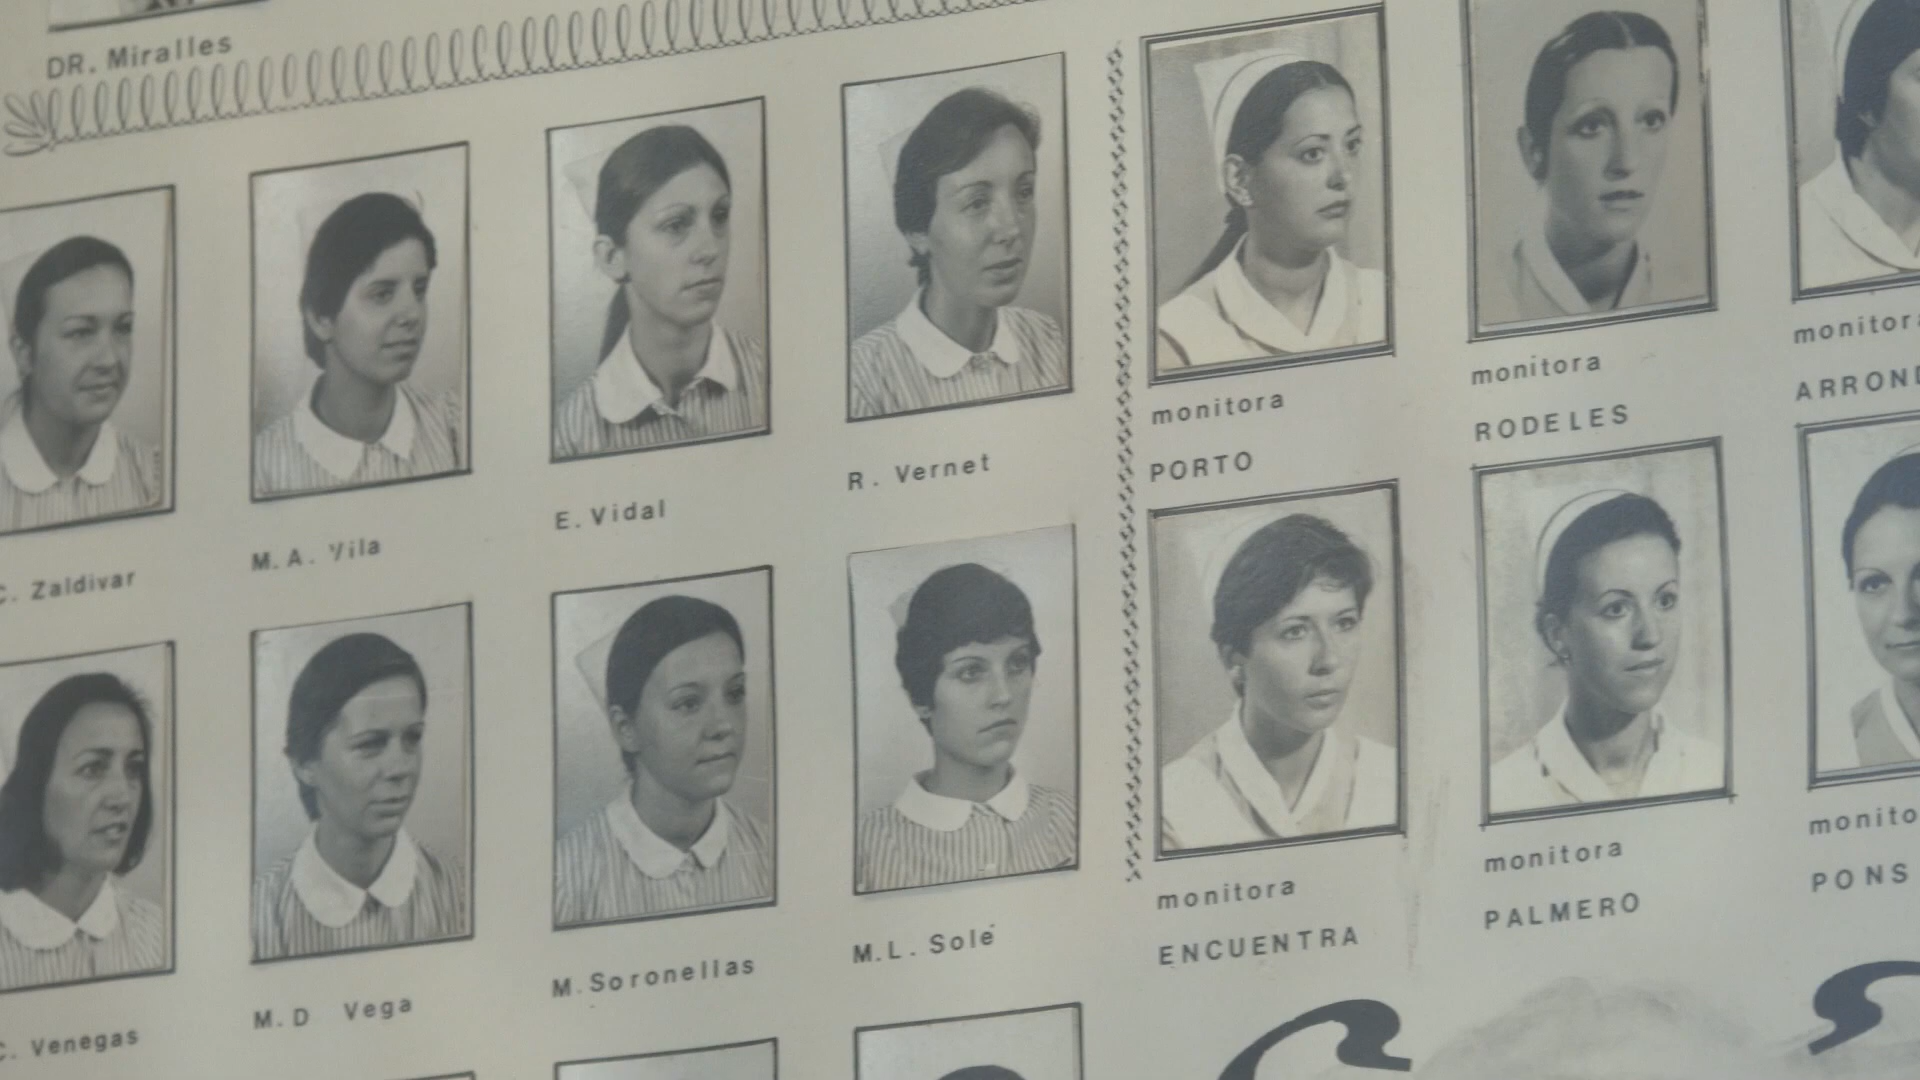 DR. Miralles
C. Zaldivar
M.A. Vila
E. Vidal
R. Vernet
monitora
PORTO
monitora
RODELES
monitora
C. Venegas
M.D Vega
M. Soronellas
M.L. Solé
monitora
ENCUENTRA
monitora
PALMERO
PONS